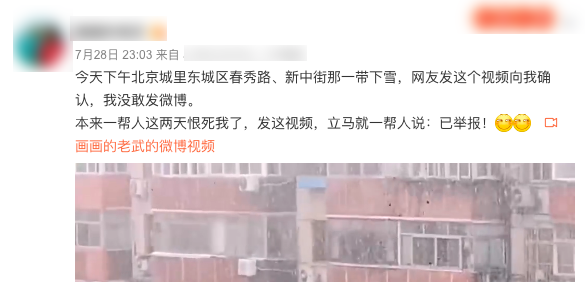 7月28日 23:03 来自
今天下午北京城里东城区春秀路、新中街那一带下雪，网友发这个视频向我确
认，我没敢发微博。
本来一帮人这两天恨死我了，发这视频，立马就一帮人说：已举报！
画画的老武的微博视频